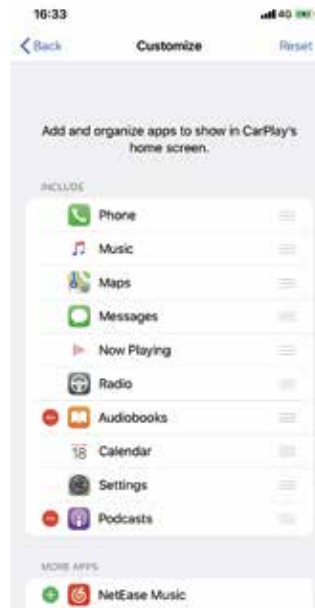 16:33
4G
Back
Customize
Reset
Add and organize apps to show in CarPlay's
home screen.
INCLUDE
Phone
Music
Maps
Messages
Now Playing
Radio
Audiobooks
18 Calendar
Settings
Podcasts
MORE APPS
NetEase Music